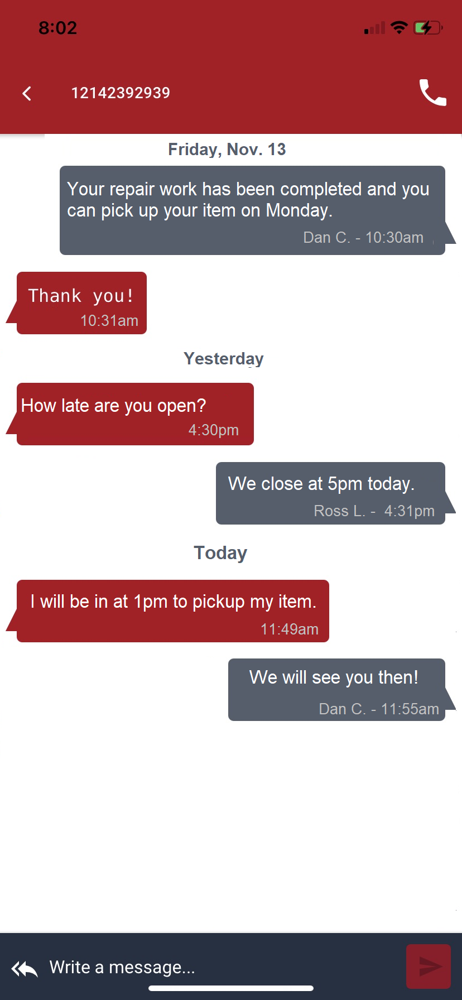 8:02
12142392939
Friday, Nov. 13
Your repair work has been completed and you
can pick up your item on Monday.
Dan C. - 10:30am
Thank you!
10:31am
Yesterday
How late are you open?
4:30pm
We close at 5pm today.
Ross L. - 4:31pm
Today
I will be in at 1pm to pickup my item.
11:49am
We will see you then!
Dan C. - 11:55am
Write a message...